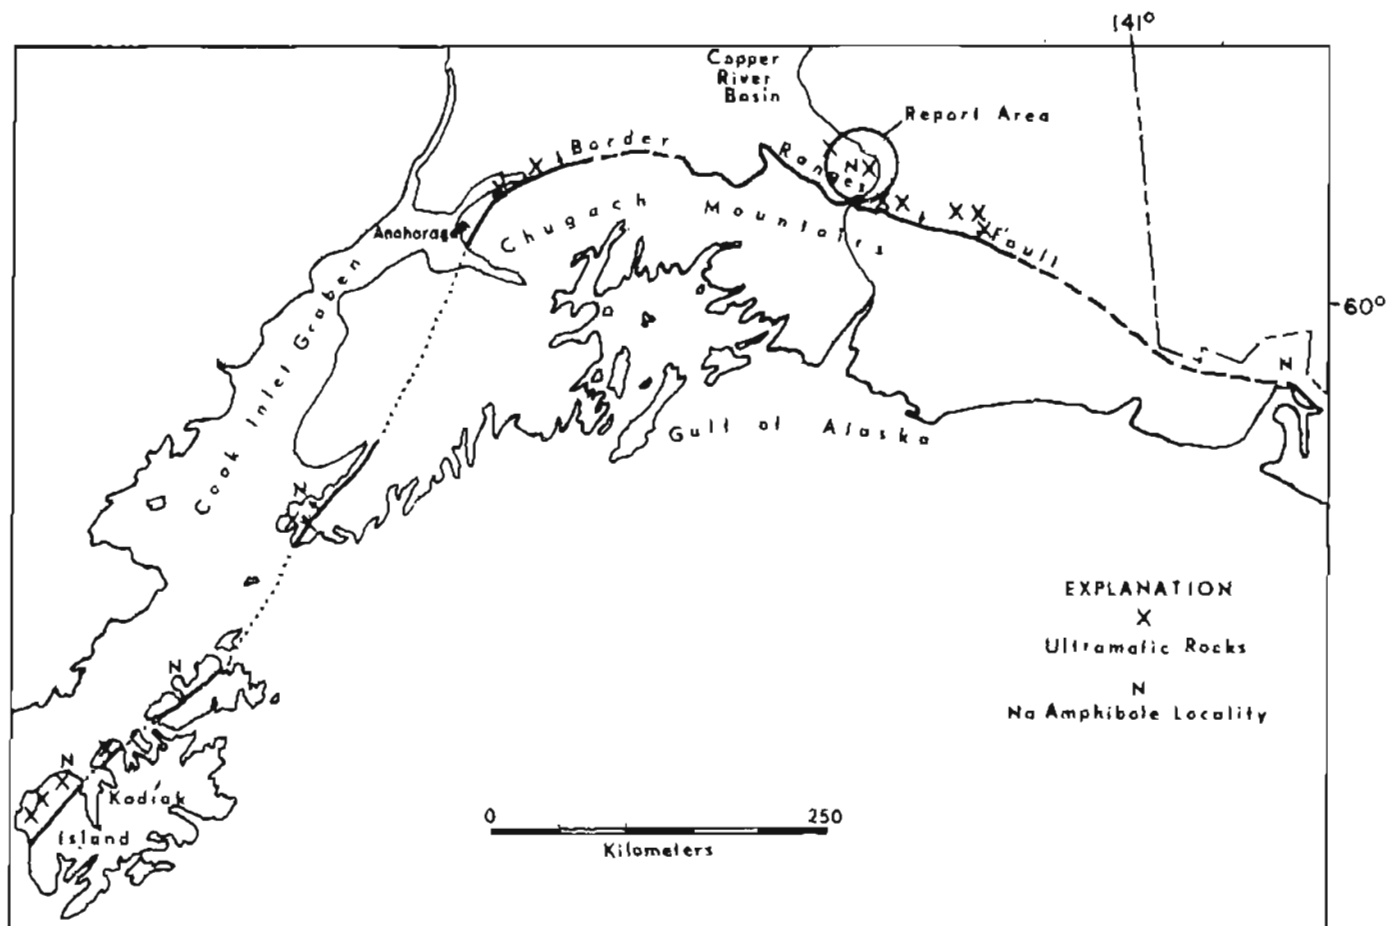 141°
Copper
River
Basin
Report Area
Border
Ranges
N
Fault
Anchorage
Chugach Mountains
60°
Cook Inlet Graben
N
Gulf of Alaska
N
EXPLANATION
X
Ultramafic Rocks
N
Na Amphibole Locality
N
N
Kodiak
Island
0 250
Kilometers